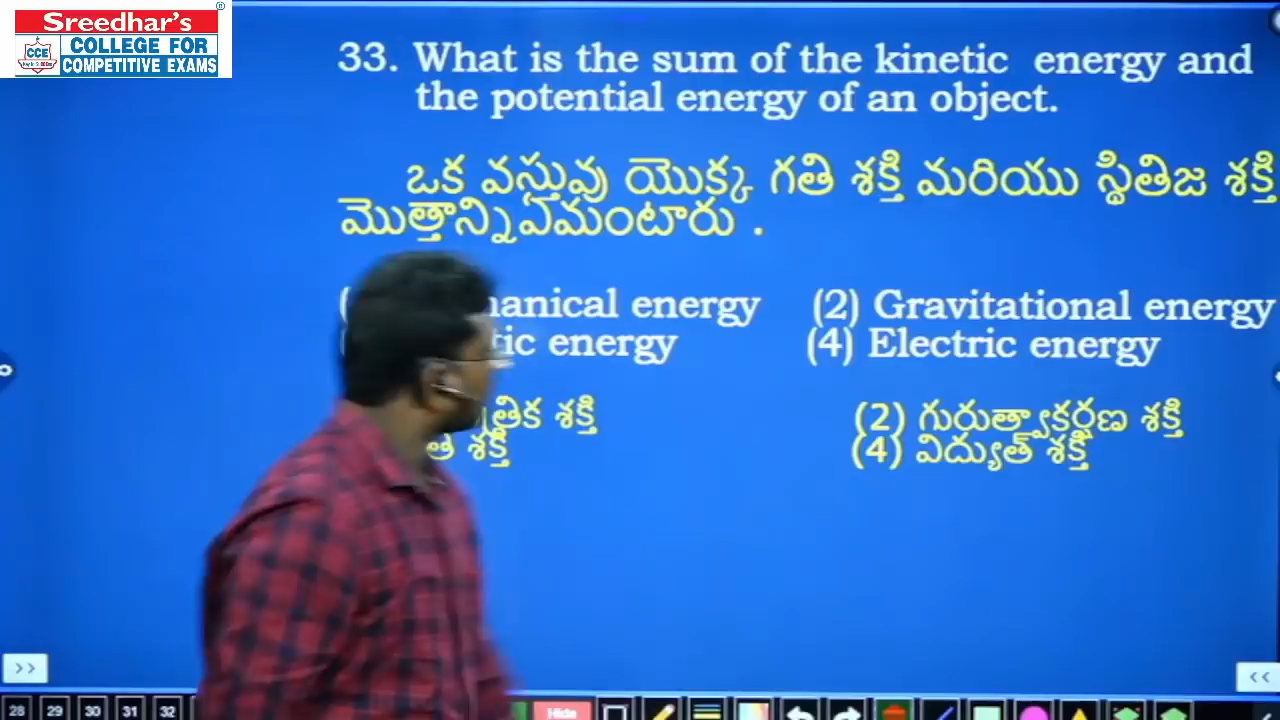 Sreedhar's
CCE
COLLEGE FOR
COMPETITIVE EXAMS
33. What is the sum of the kinetic energy and
the potential energy of an object.
ఒక వస్తువు యొక్క గతి శక్తి మరియు స్థితిజ శక్తి
మొత్తాన్నిఏమంటారు .
energy (2) Gravitational energy
energy (4) Electric energy
శక్తి (2) గురుత్వాకర్షణ శక్తి
శక్తి (4) విద్యుత్ శక్తి
>> <<
28 29 30 31 32 Hide